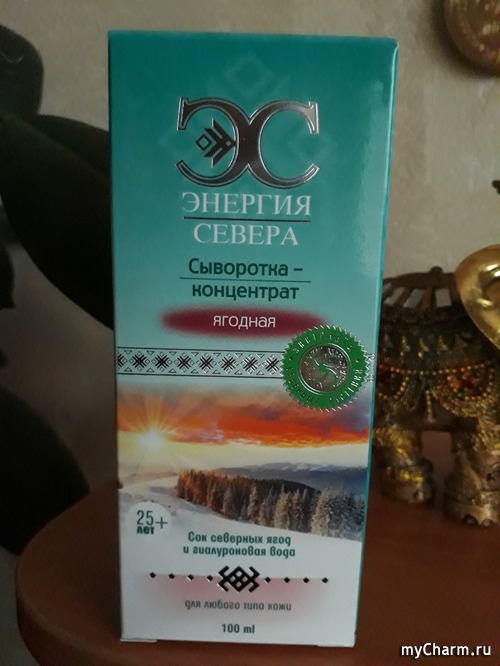 ЭС
ЭНЕРГИЯ
СЕВЕРА
Сыворотка –
концентрат
ягодная
25+
лет
Сок северных ягод
и гиалуроновая вода
для любого типа кожи
100 ml
myCharm.ru